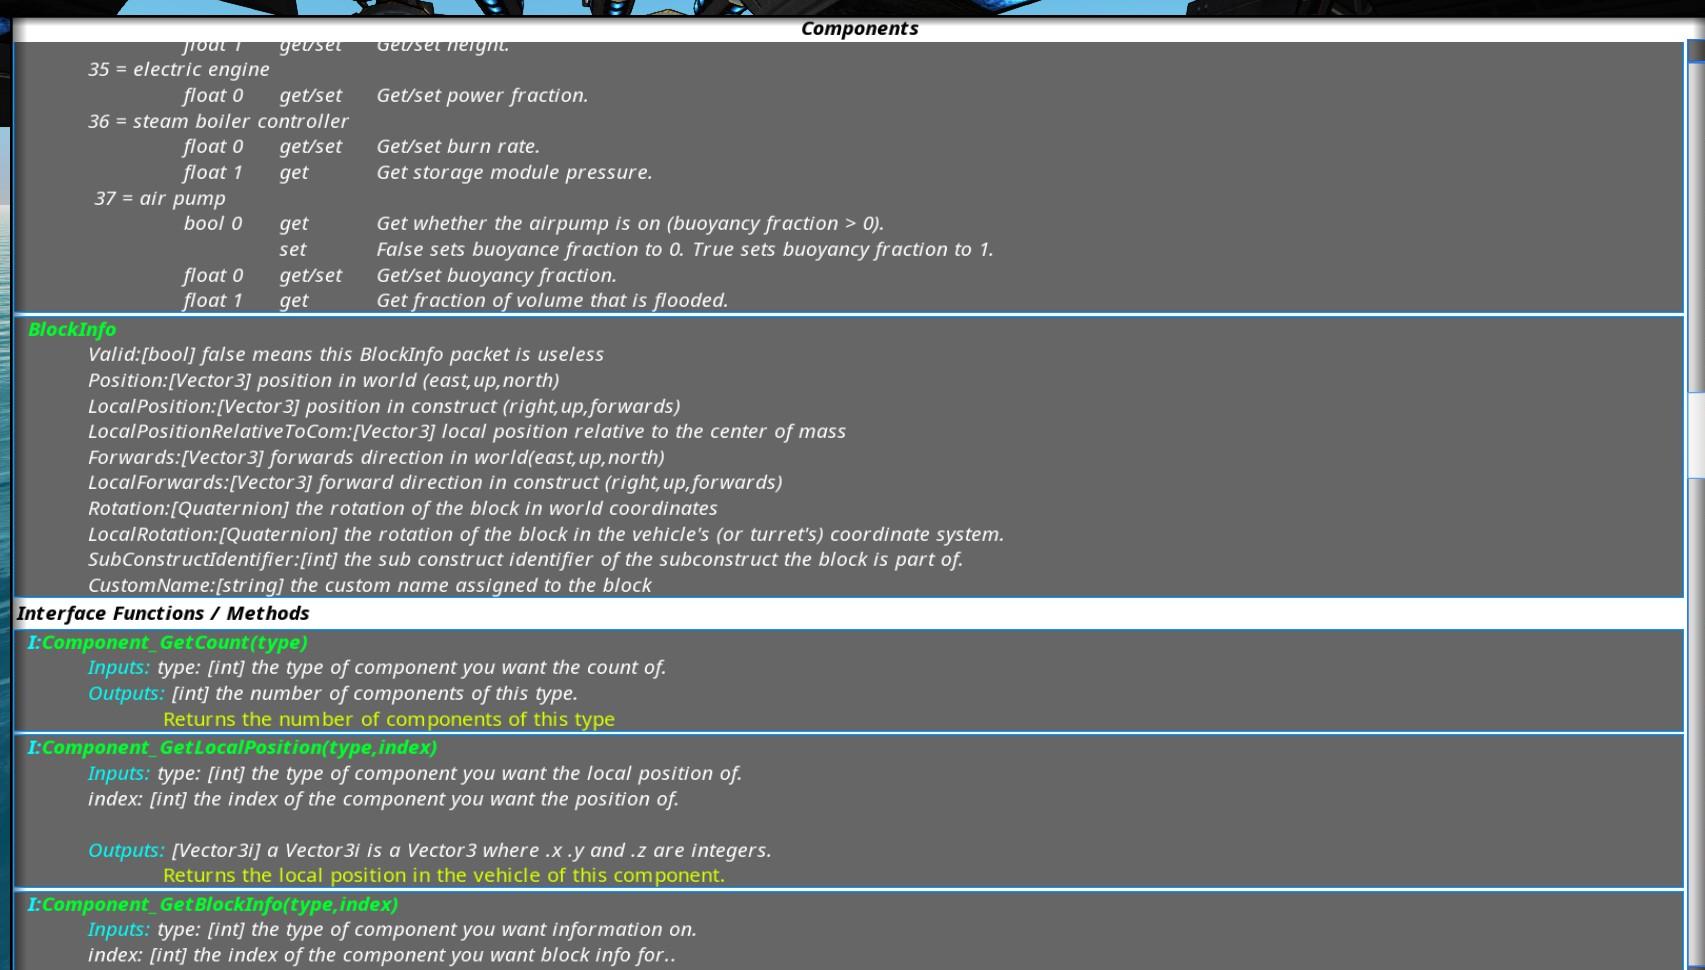 Components
float 1 get/set Get/set height.
35 = electric engine
float 0 get/set Get/set power fraction.
36 = steam boiler controller
float 0 get/set Get/set burn rate.
float 1 get Get storage module pressure.
37 = air pump
bool 0 get Get whether the airpump is on (buoyancy fraction > 0).
set False sets buoyance fraction to 0. True sets buoyancy fraction to 1.
float 0 get/set Get/set buoyancy fraction.
float 1 get Get fraction of volume that is flooded.
BlockInfo
Valid:[bool] false means this BlockInfo packet is useless
Position:[Vector3] position in world (east,up,north)
LocalPosition:[Vector3] position in construct (right,up,forwards)
LocalPositionRelativeToCom:[Vector3] local position relative to the center of mass
Forwards:[Vector3] forwards direction in world(east,up,north)
LocalForwards:[Vector3] forward direction in construct (right,up,forwards)
Rotation:[Quaternion] the rotation of the block in world coordinates
LocalRotation:[Quaternion] the rotation of the block in the vehicle's (or turret's) coordinate system.
SubConstructIdentifier:[int] the sub construct identifier of the subconstruct the block is part of.
CustomName:[string] the custom name assigned to the block
Interface Functions / Methods
I:Component_GetCount(type)
Inputs: type: [int] the type of component you want the count of.
Outputs: [int] the number of components of this type.
Returns the number of components of this type
I:Component_GetLocalPosition(type,index)
Inputs: type: [int] the type of component you want the local position of.
index: [int] the index of the component you want the position of.
Outputs: [Vector3i] a Vector3i is a Vector3 where .x .y and .z are integers.
Returns the local position in the vehicle of this component.
I:Component_GetBlockInfo(type,index)
Inputs: type: [int] the type of component you want information on.
index: [int] the index of the component you want block info for..